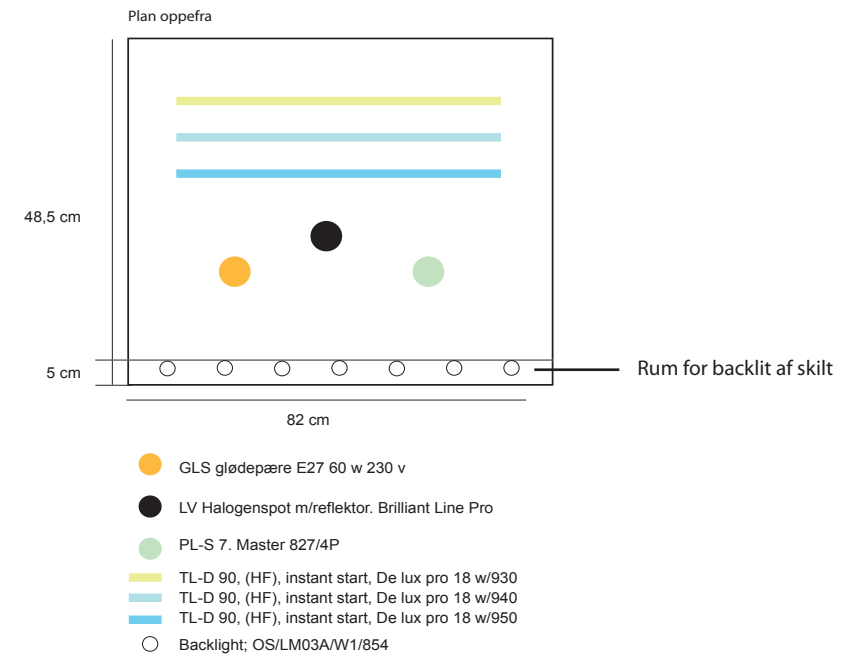 Plan oppefra
48,5 cm
5 cm
Rum for backlit af skilt
82 cm
GLS glødepære E27 60 w 230 v
LV Halogenspot m/reflektor. Brilliant Line Pro
PL-S 7. Master 827/4P
TL-D 90, (HF), instant start, De lux pro 18 w/930
TL-D 90, (HF), instant start, De lux pro 18 w/940
TL-D 90, (HF), instant start, De lux pro 18 w/950
Backlight; OS/LM03A/W1/854